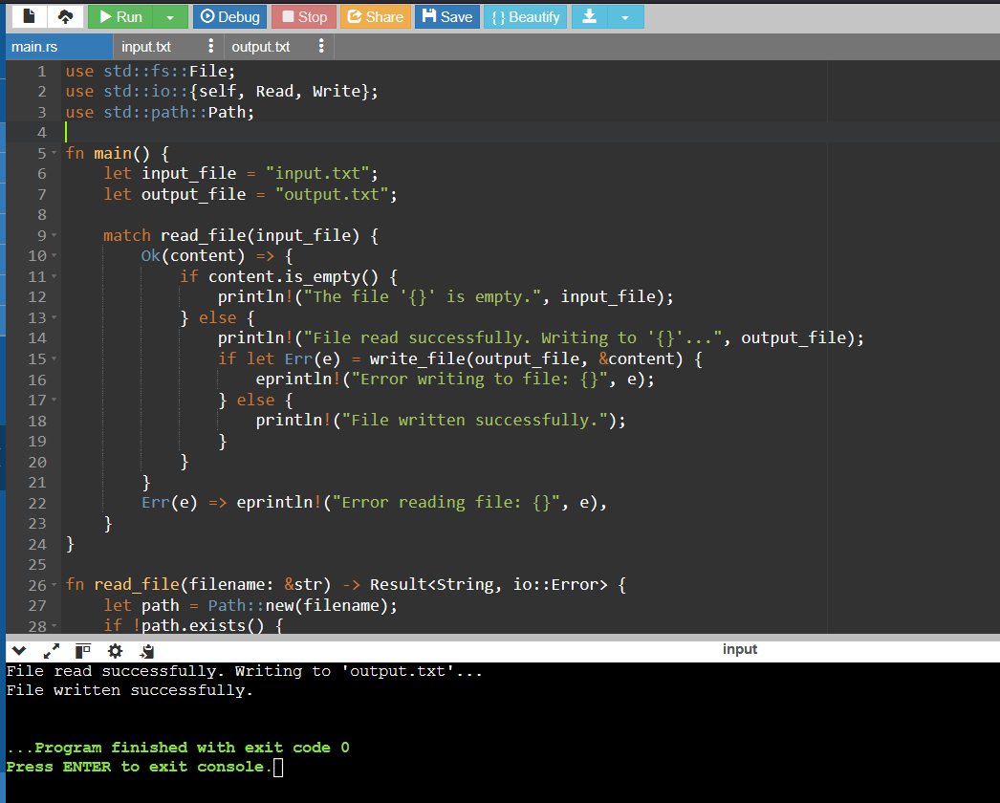 Run Debug Stop Share Save { } Beautify
main.rs input.txt output.txt
1 use std::fs::File;
2 use std::io::{self, Read, Write};
3 use std::path::Path;
4
5 fn main() {
6     let input_file = "input.txt";
7     let output_file = "output.txt";
8
9     match read_file(input_file) {
10         Ok(content) => {
11             if content.is_empty() {
12                 println!("The file '{}' is empty.", input_file);
13             } else {
14                 println!("File read successfully. Writing to '{}'...", output_file);
15                 if let Err(e) = write_file(output_file, &content) {
16                     eprintln!("Error writing to file: {}", e);
17                 } else {
18                     println!("File written successfully.");
19                 }
20             }
21         }
22         Err(e) => eprintln!("Error reading file: {}", e),
23     }
24 }
25
26 fn read_file(filename: &str) -> Result<String, io::Error> {
27     let path = Path::new(filename);
28     if !path.exists() {
input
File read successfully. Writing to 'output.txt'...
File written successfully.
...Program finished with exit code 0
Press ENTER to exit console.